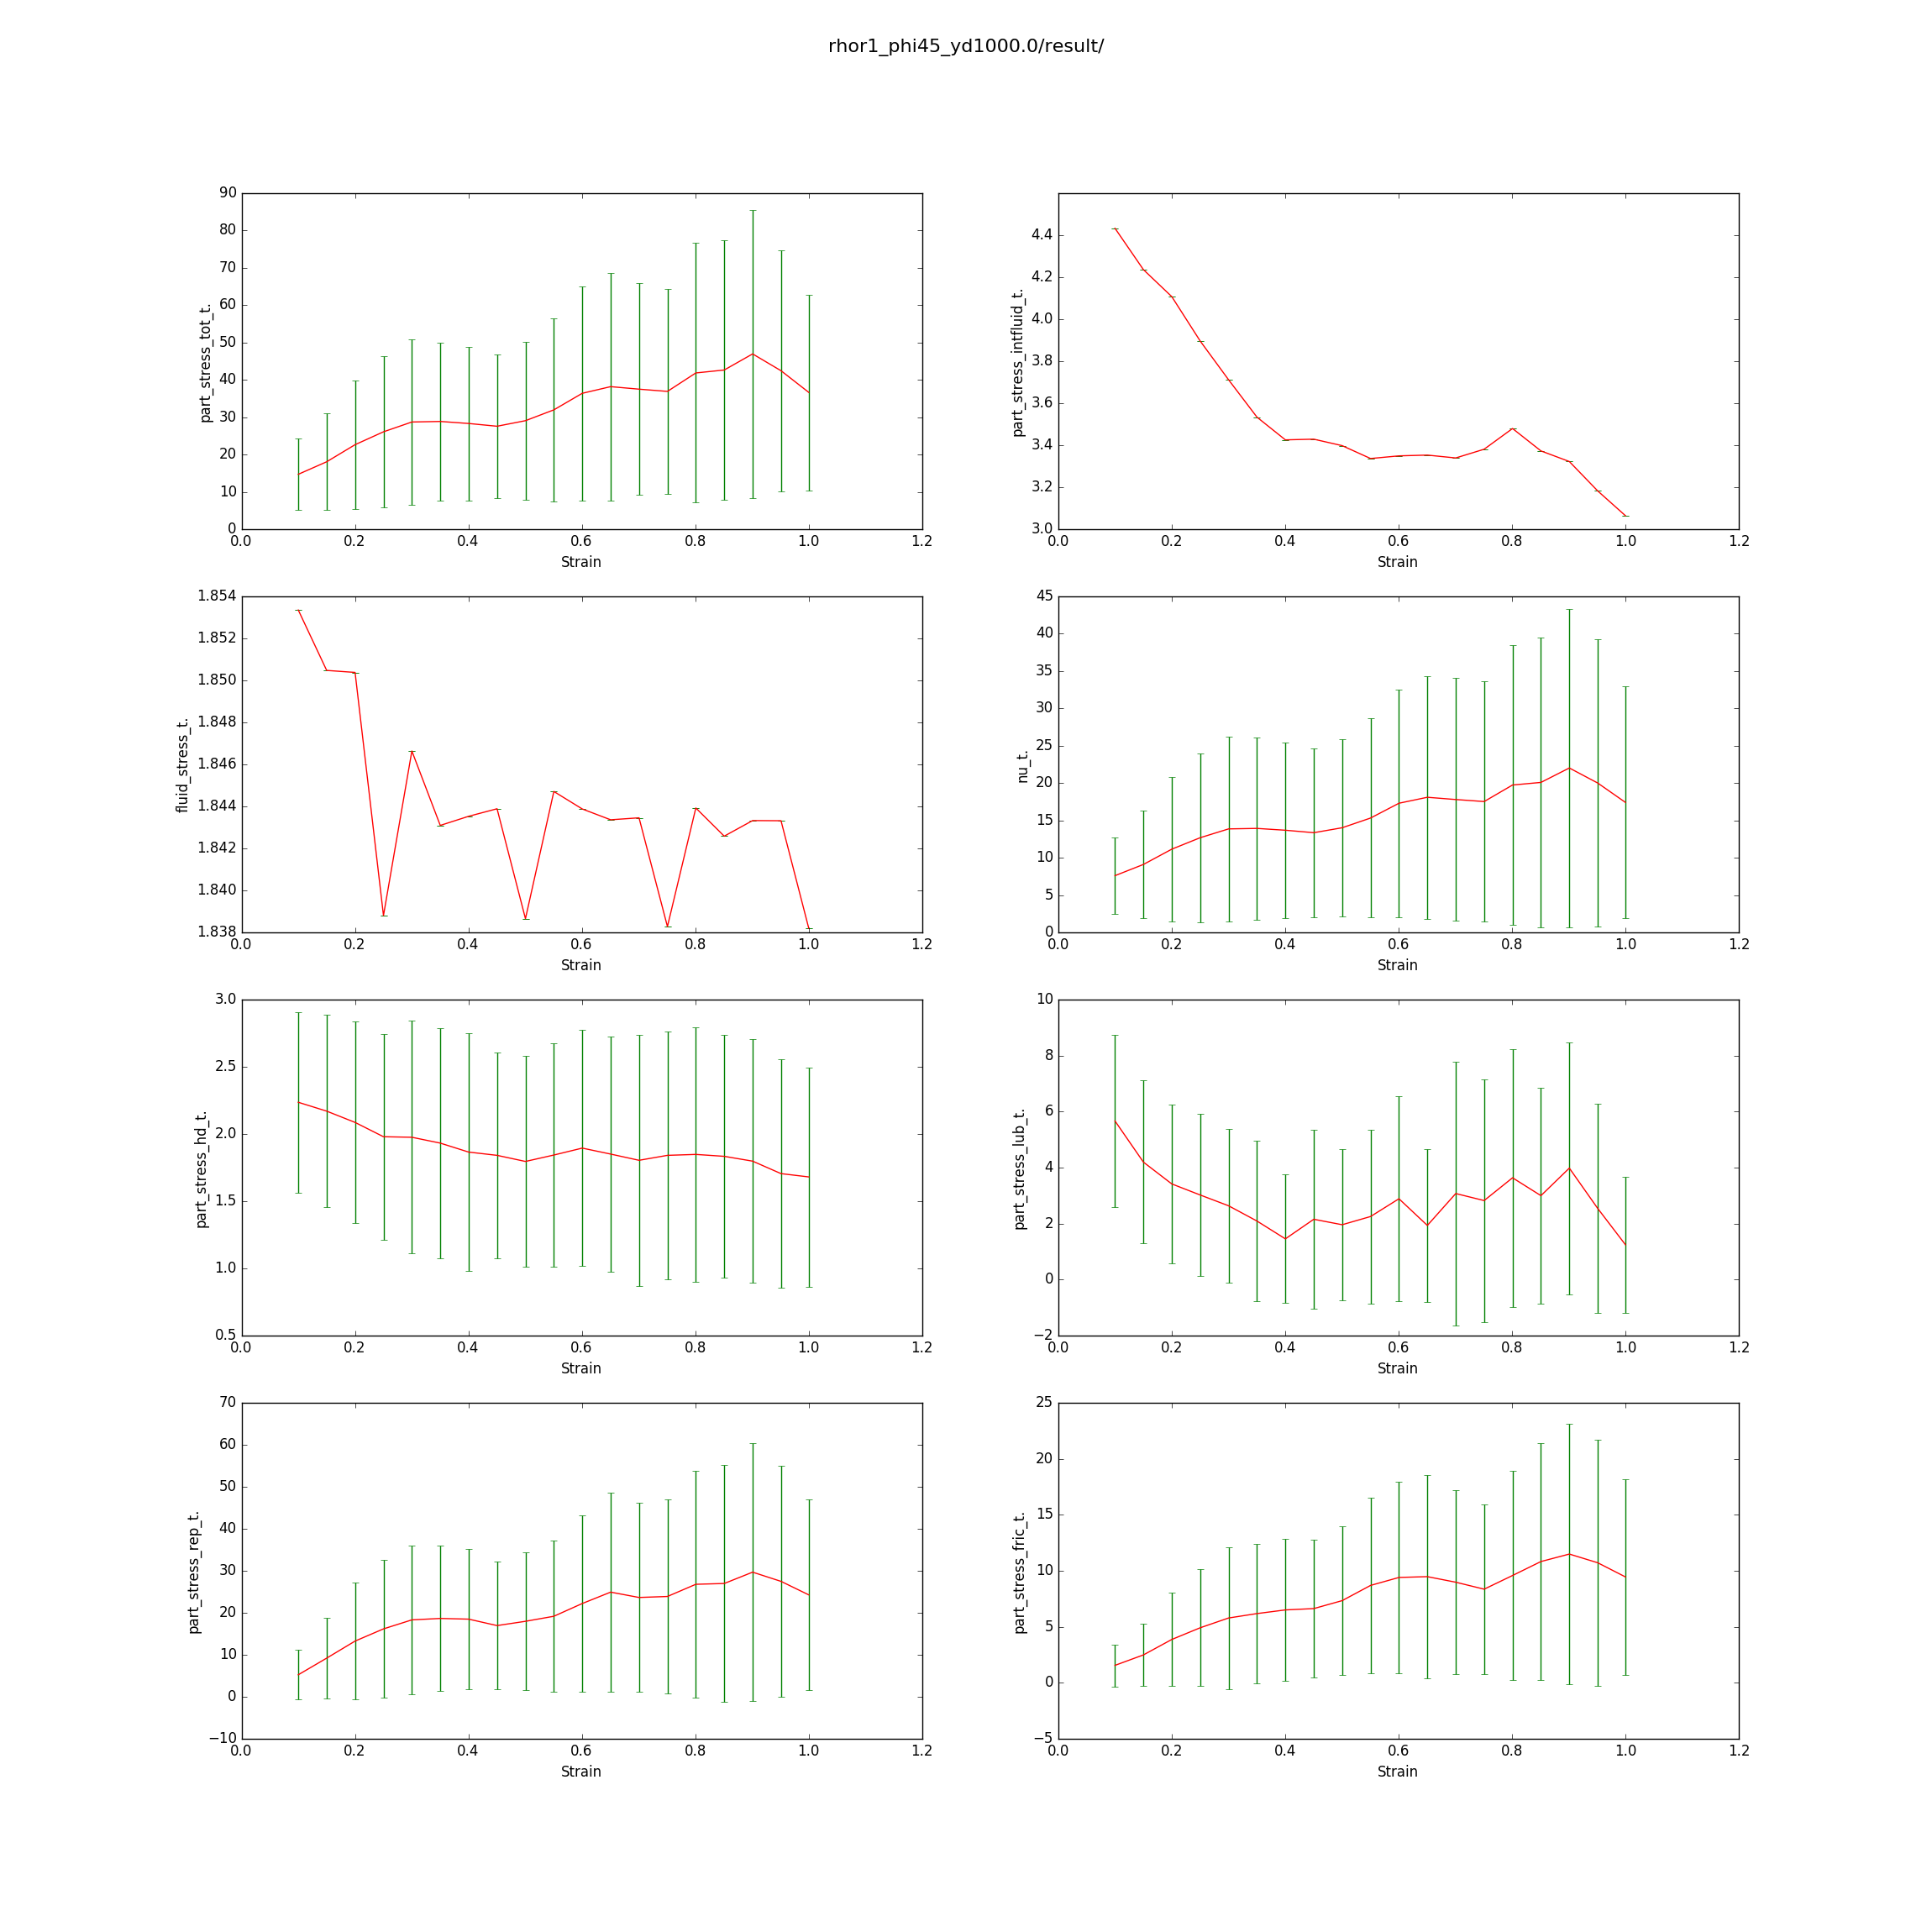 rhor1_phi45_yd1000.0/result/
90
80
70
60
50
40
30
20
10
0
part_stress_tot_t.
0.0 0.2 0.4 0.6 0.8 1.0 1.2
Strain
4.4
4.2
4.0
3.8
3.6
3.4
3.2
3.0
part_stress_intfluid_t.
0.0 0.2 0.4 0.6 0.8 1.0 1.2
Strain
1.854
1.852
1.850
1.848
1.846
1.844
1.842
1.840
1.838
fluid_stress_t.
0.0 0.2 0.4 0.6 0.8 1.0 1.2
Strain
45
40
35
30
25
20
15
10
5
0
nu_t.
0.0 0.2 0.4 0.6 0.8 1.0 1.2
Strain
3.0
2.5
2.0
1.5
1.0
0.5
part_stress_hd_t.
0.0 0.2 0.4 0.6 0.8 1.0 1.2
Strain
10
8
6
4
2
0
−2
part_stress_lub_t.
0.0 0.2 0.4 0.6 0.8 1.0 1.2
Strain
70
60
50
40
30
20
10
0
−10
part_stress_rep_t.
0.0 0.2 0.4 0.6 0.8 1.0 1.2
Strain
25
20
15
10
5
0
−5
part_stress_fric_t.
0.0 0.2 0.4 0.6 0.8 1.0 1.2
Strain